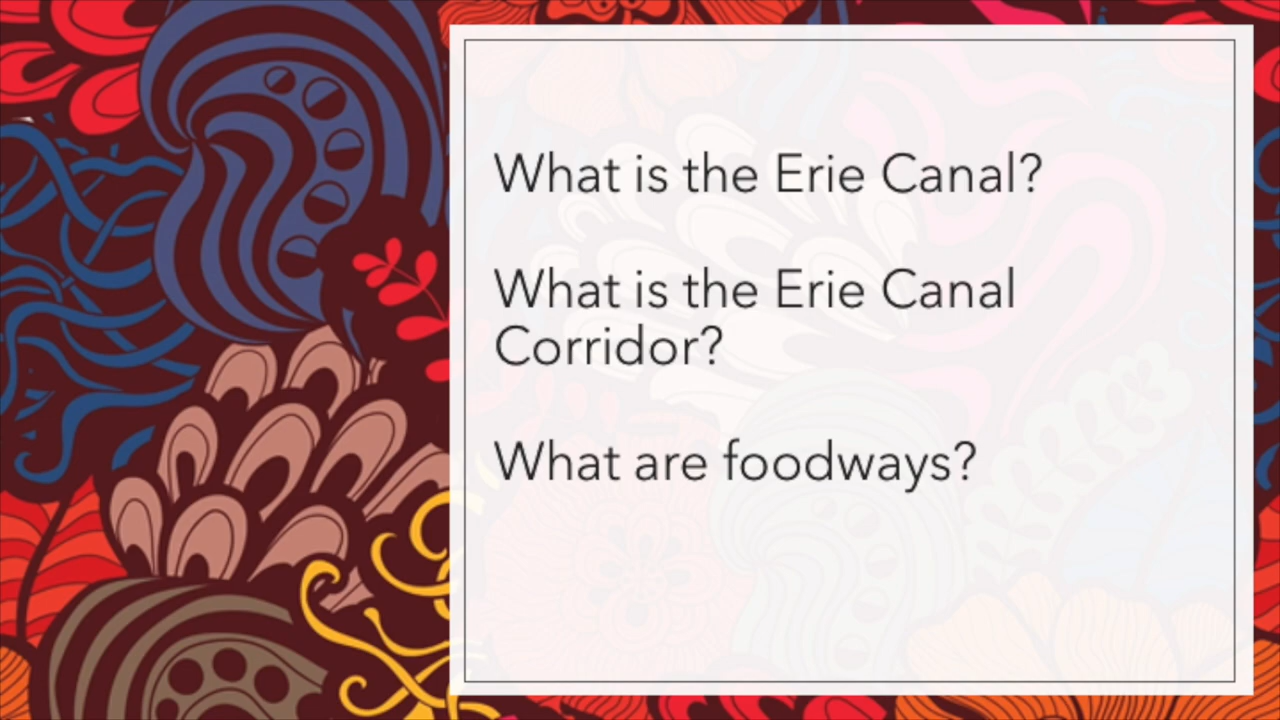 What is the Erie Canal?
What is the Erie Canal
Corridor?
What are foodways?